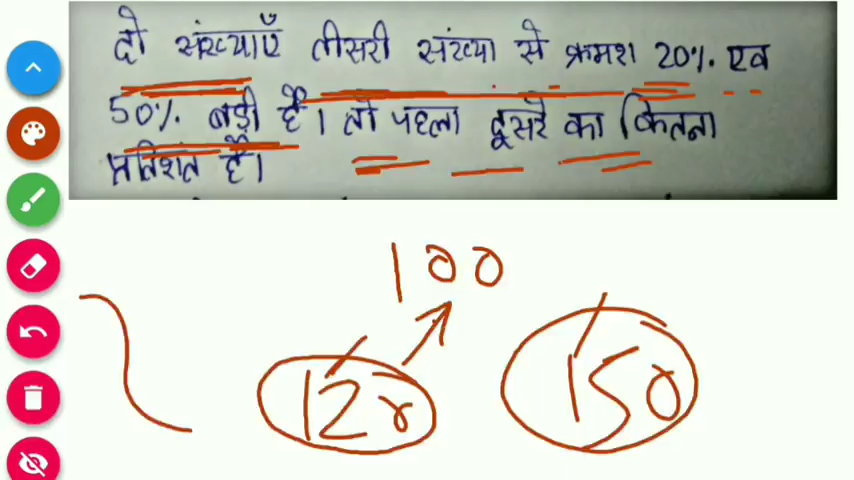 दो संख्याएँ तीसरी संख्या से क्रमश 20% एव
50% बड़ी है। तो पहला दूसरे का कितना
प्रतिशत है।
100
120
150